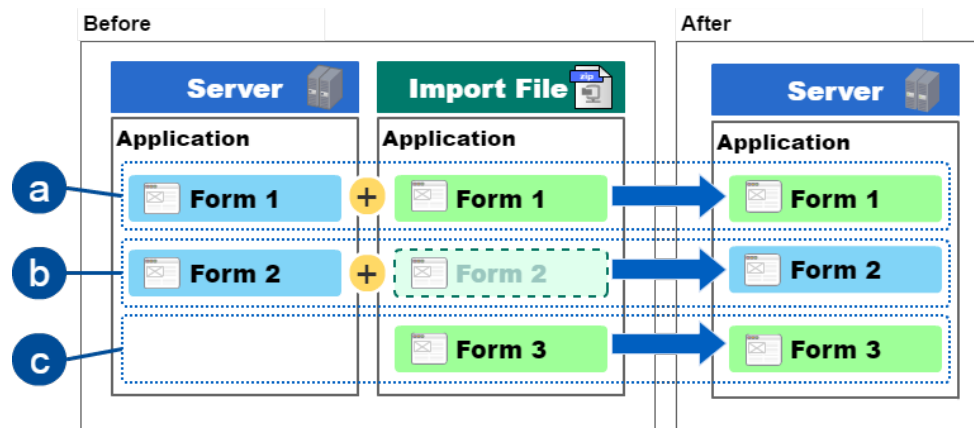 Before
After
Server
Import File
zip
Server
Application
Application
Application
a
Form 1
+
Form 1
Form 1
b
Form 2
+
Form 2
Form 2
c
Form 3
Form 3